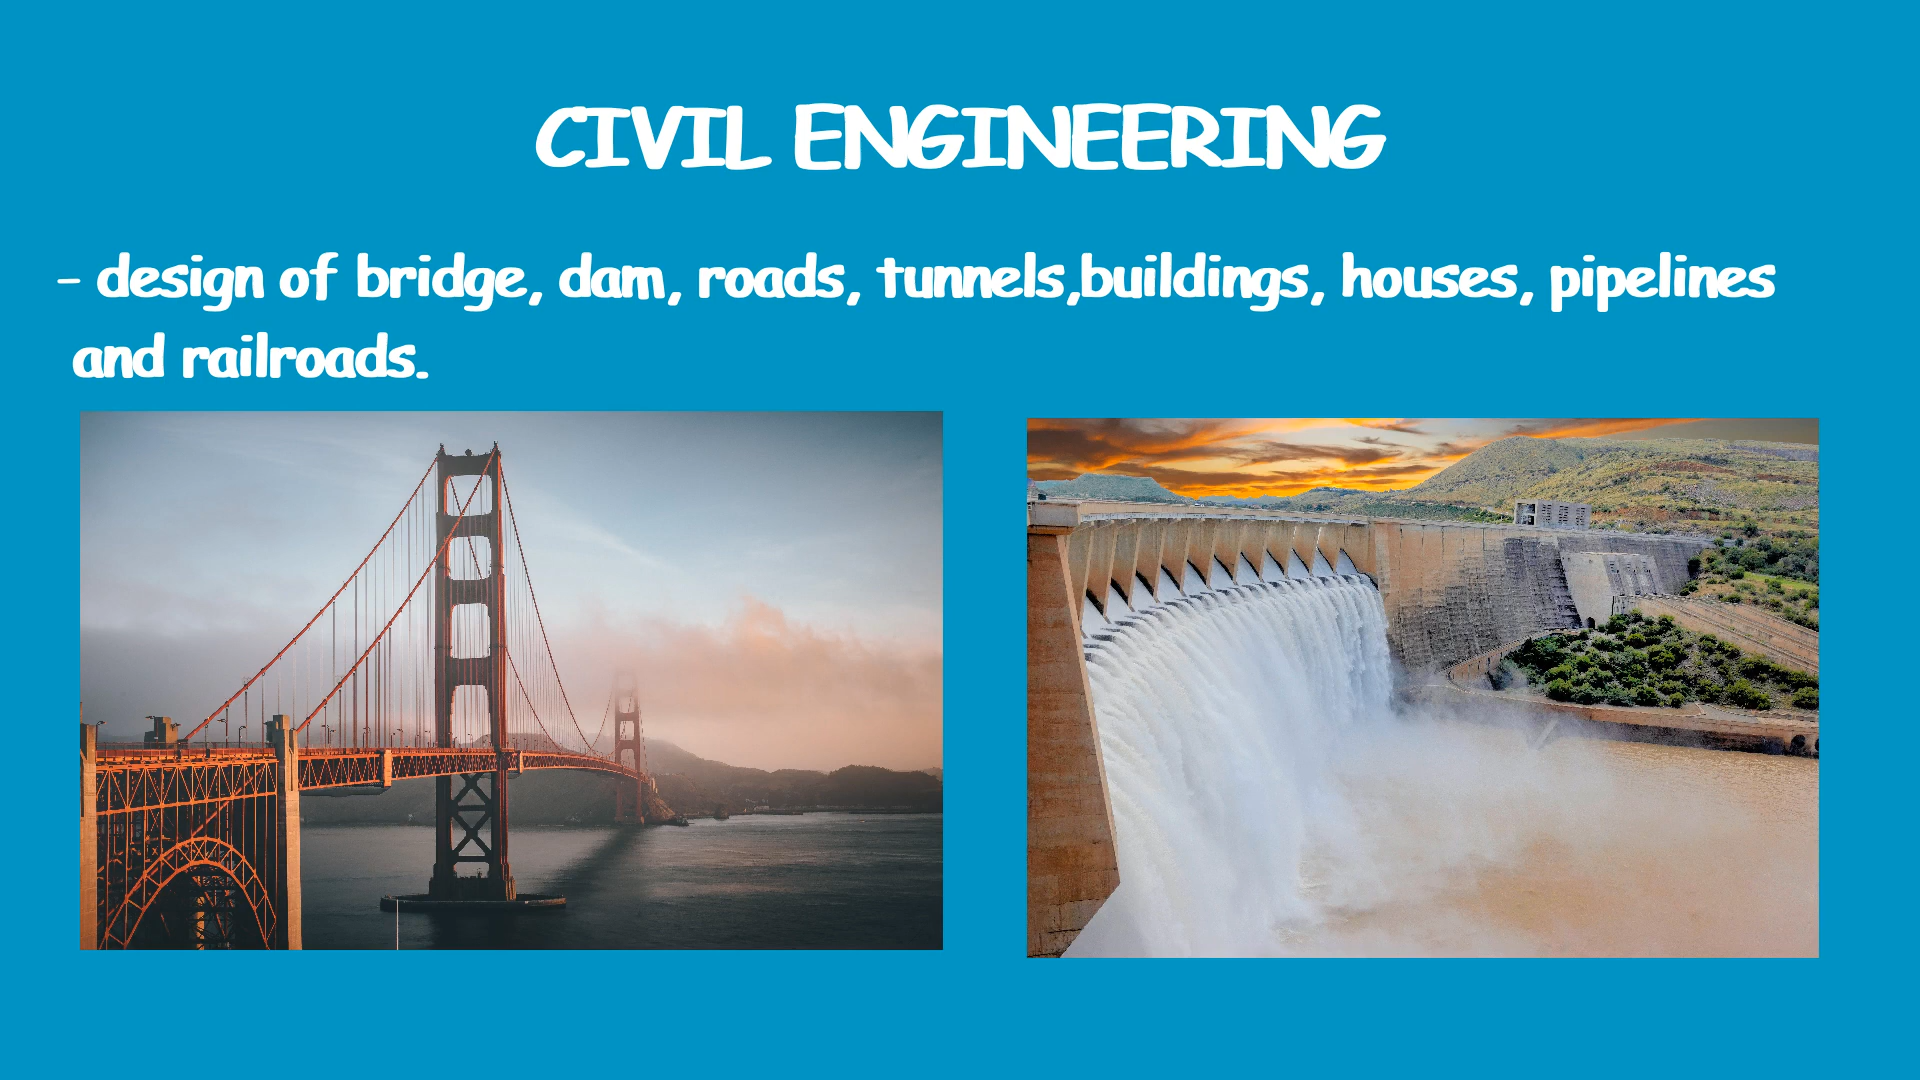 CIVIL ENGINEERING
- design of bridge, dam, roads, tunnels,buildings, houses, pipelines
and railroads.